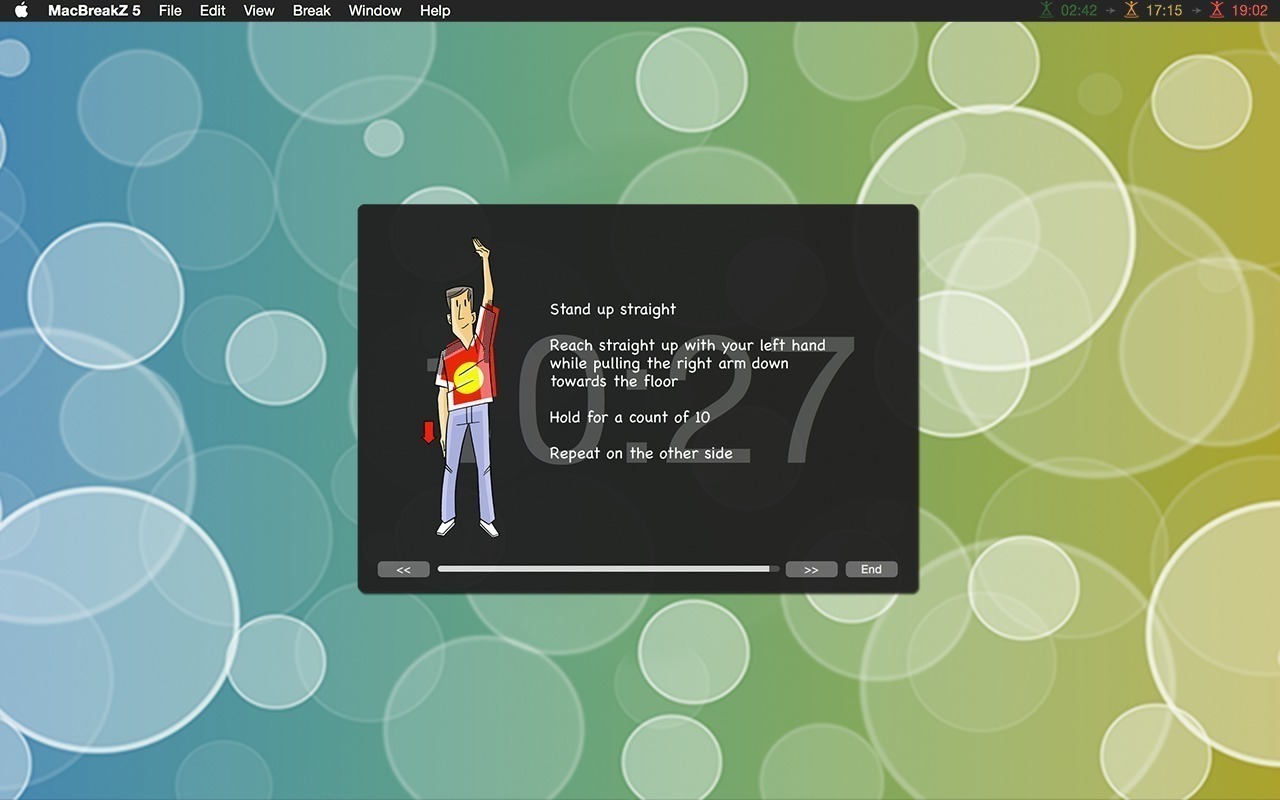 MacBreakZ 5 File Edit View Break Window Help 02:42 → 17:15 → 19:02
10:27
Stand up straight
Reach straight up with your left hand
while pulling the right arm down
towards the floor
Hold for a count of 10
Repeat on the other side
<< >> End